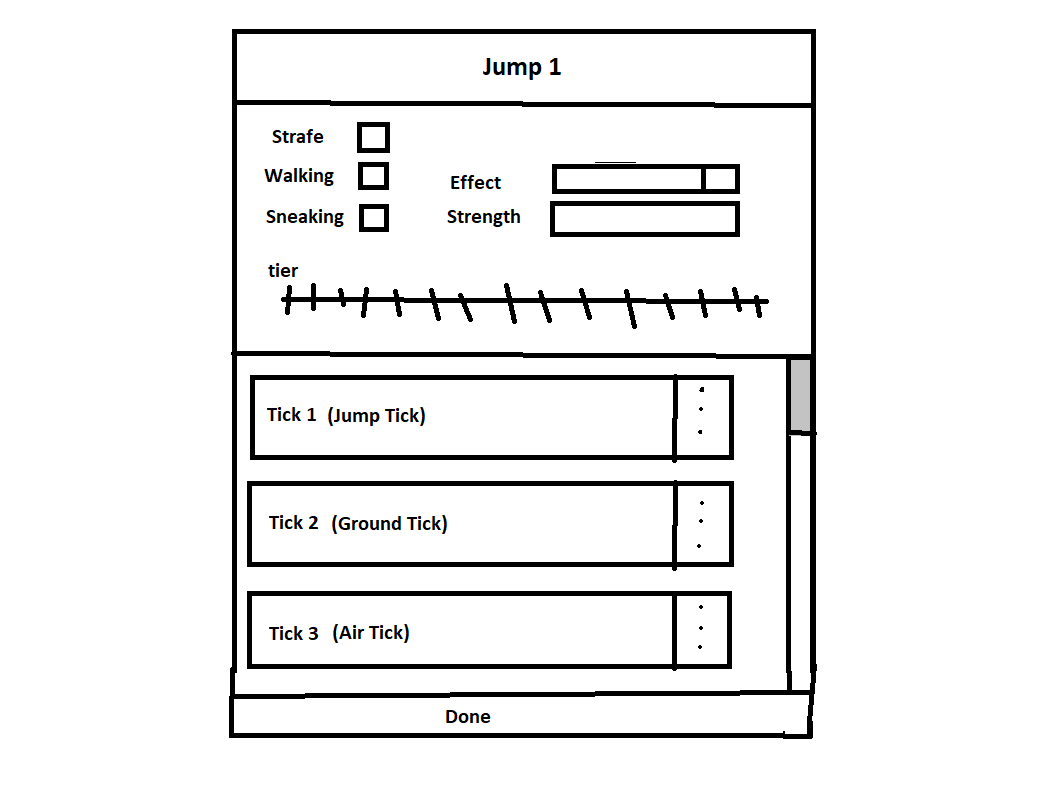 Jump 1
Strafe
Walking
Effect
Sneaking
Strength
tier
Tick 1 (Jump Tick)
Tick 2 (Ground Tick)
Tick 3 (Air Tick)
Done